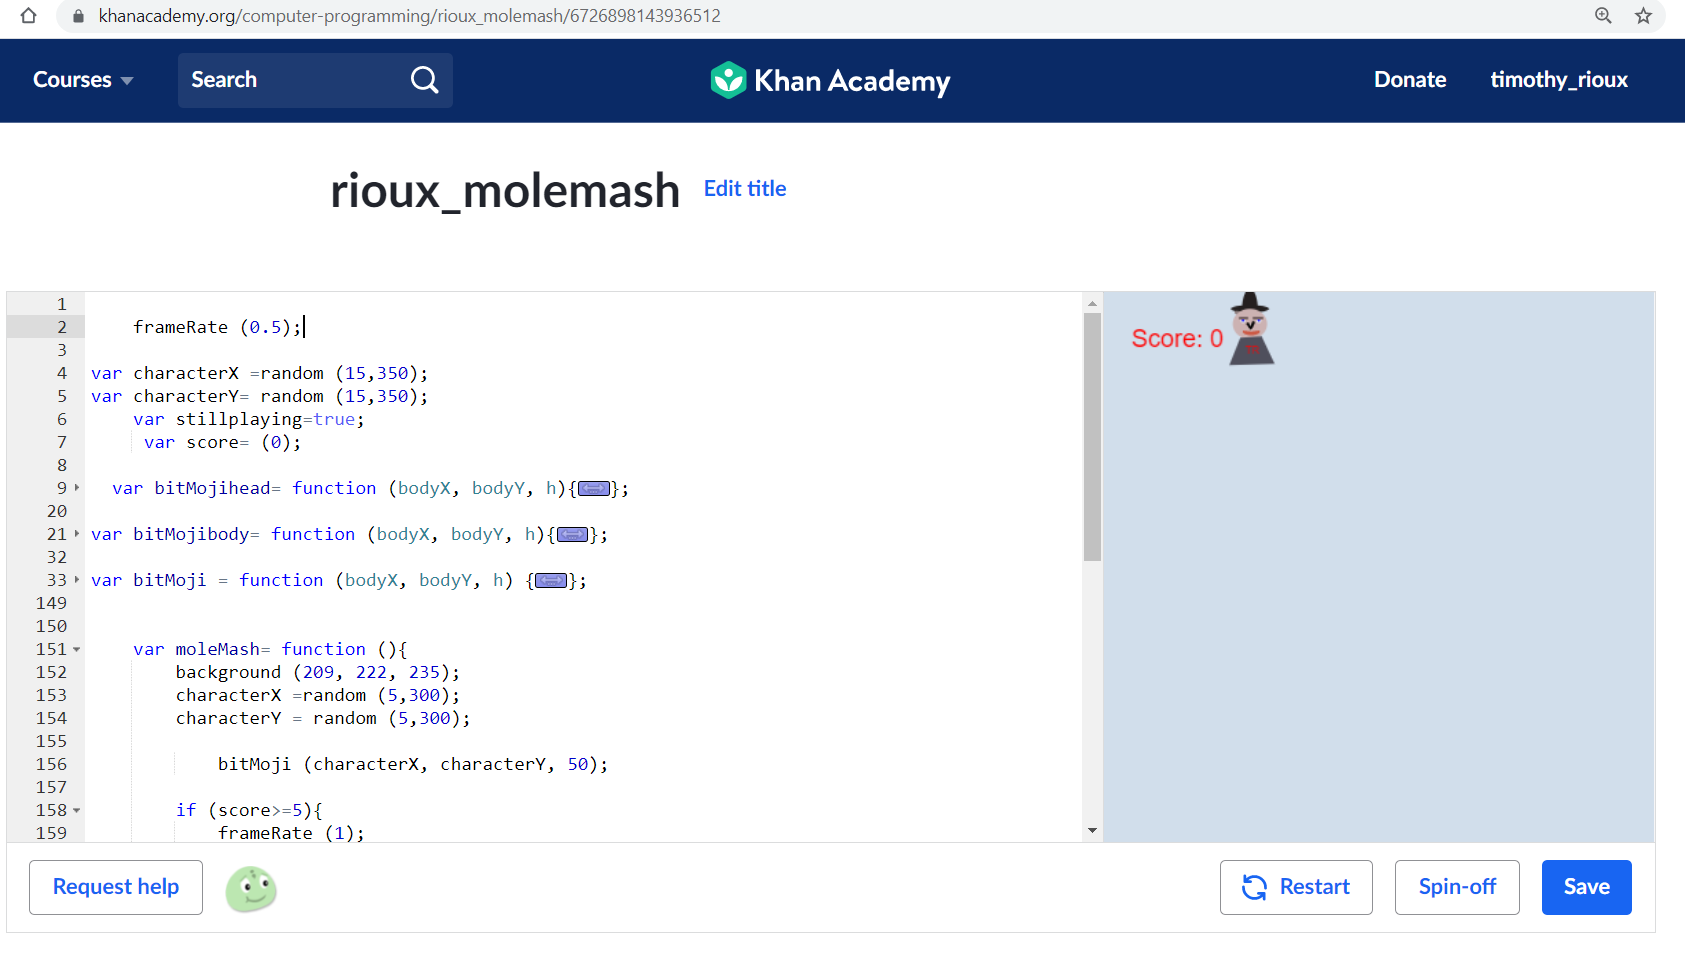 khanacademy.org/computer-programming/rioux_molemash/6726898143936512
Courses Search Khan Academy Donate timothy_rioux
rioux_molemash Edit title
1
2 frameRate (0.5);
3
4 var characterX =random (15,350);
5 var characterY= random (15,350);
6 var stillplaying=true;
7 var score= (0);
8
9 var bitMojihead= function (bodyX, bodyY, h){};
20
21 var bitMojibody= function (bodyX, bodyY, h){};
32
33 var bitMoji = function (bodyX, bodyY, h) {};
149
150
151 var moleMash= function (){
152 background (209, 222, 235);
153 characterX =random (5,300);
154 characterY = random (5,300);
155
156 bitMoji (characterX, characterY, 50);
157
158 if (score>=5){
159 frameRate (1);
Score: 0
Request help Restart Spin-off Save